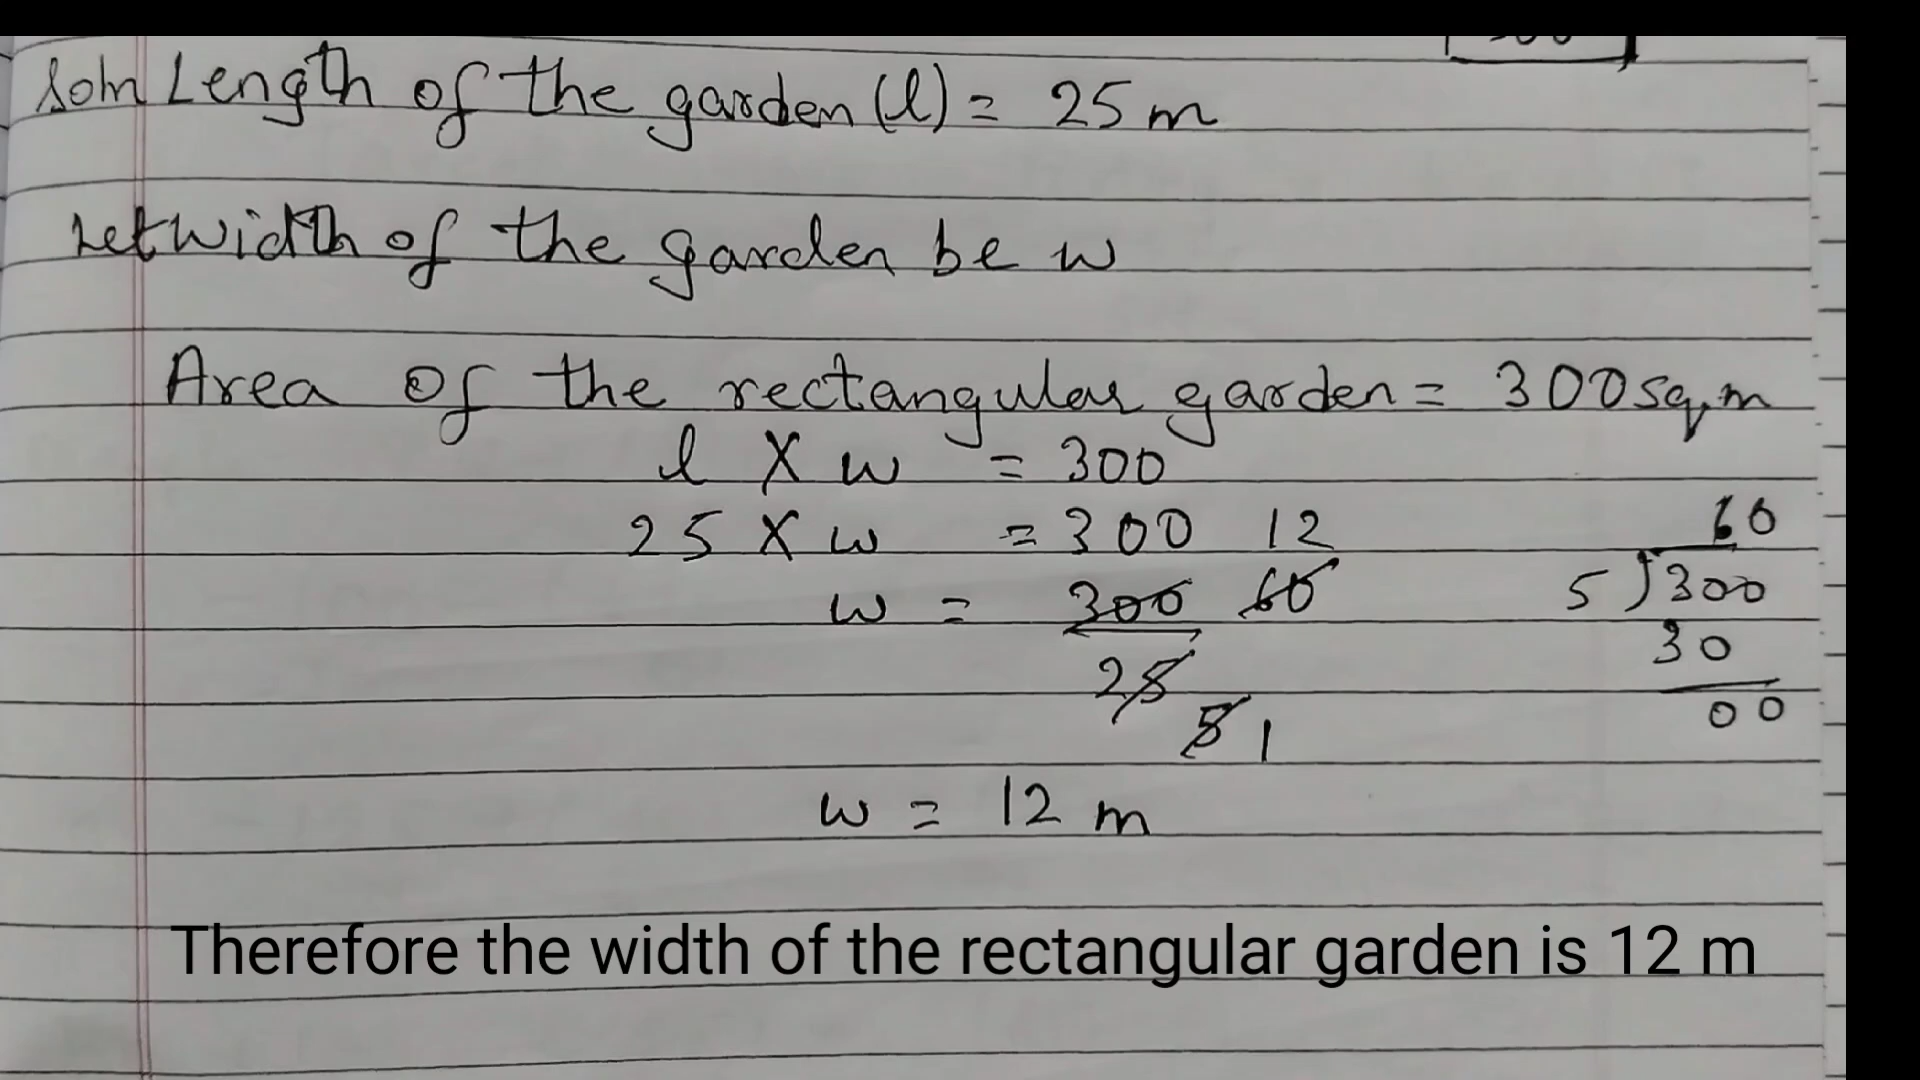 Soln Length of the garden (l) = 25 m
Let width of the garden be w
Area of the rectangular garden = 300 sq.m
l X w = 300
25 X w = 300 12
w = 300 60
25
5 1
w = 12 m
60
5 ) 300
30
00
Therefore the width of the rectangular garden is 12 m